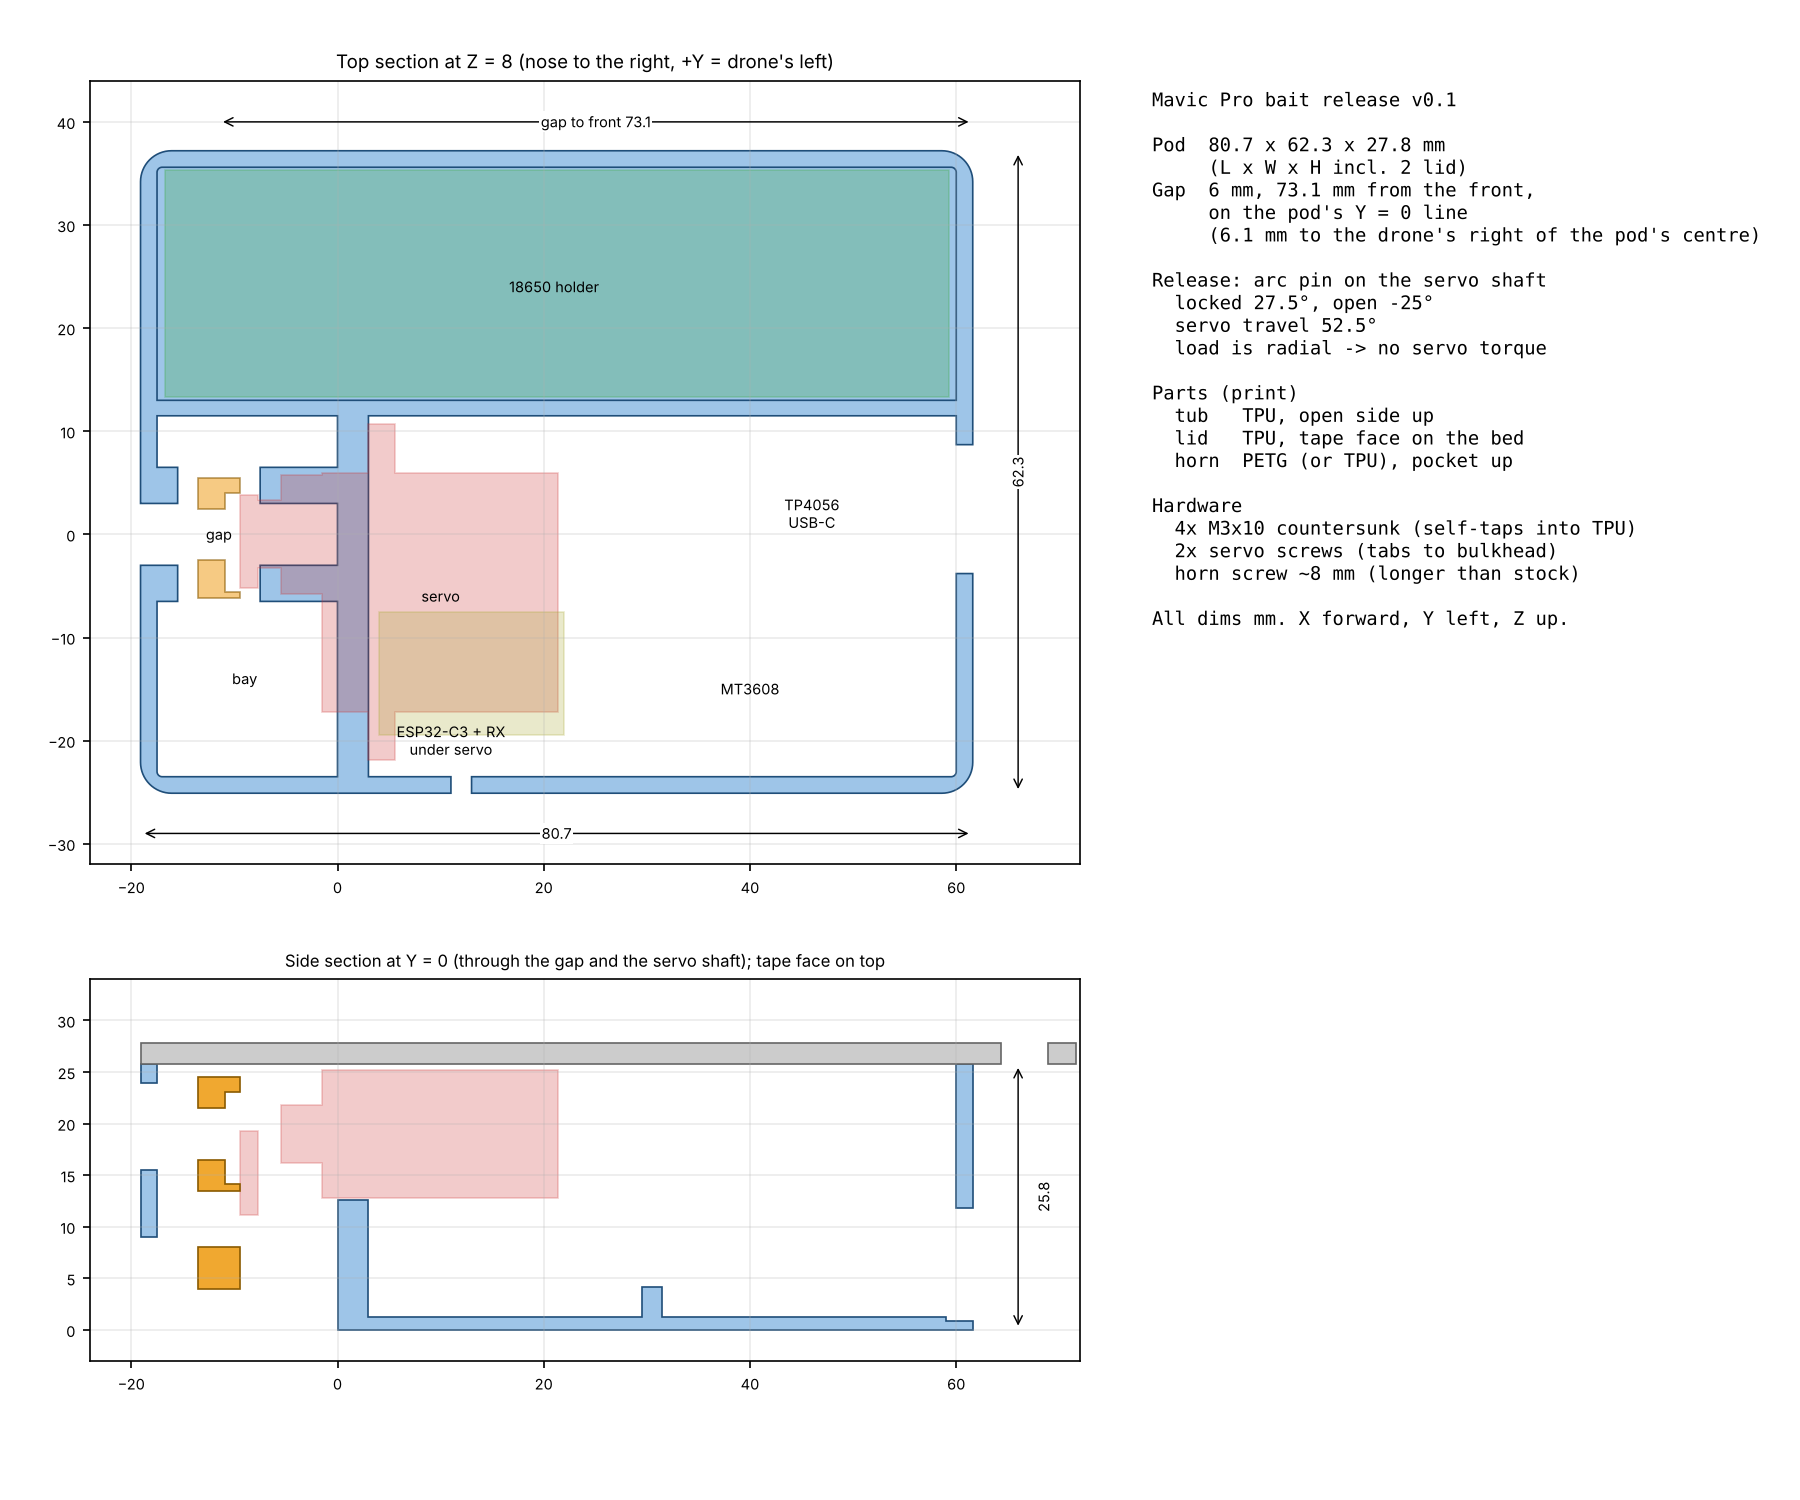 Top section at Z = 8 (nose to the right, +Y = drone's left)
40
30
20
10
0
−10
−20
−30
−20
0
20
40
60
gap to front 73.1
18650 holder
62.3
TP4056
USB-C
gap
servo
bay
MT3608
ESP32-C3 + RX
under servo
80.7
Side section at Y = 0 (through the gap and the servo shaft); tape face on top
30
25
20
15
10
5
0
−20
0
20
40
60
25.8
Mavic Pro bait release v0.1
Pod  80.7 x 62.3 x 27.8 mm
(L x W x H incl. 2 lid)
Gap  6 mm, 73.1 mm from the front,
on the pod's Y = 0 line
(6.1 mm to the drone's right of the pod's centre)
Release: arc pin on the servo shaft
locked 27.5°, open -25°
servo travel 52.5°
load is radial -> no servo torque
Parts (print)
tub   TPU, open side up
lid   TPU, tape face on the bed
horn  PETG (or TPU), pocket up
Hardware
4x M3x10 countersunk (self-taps into TPU)
2x servo screws (tabs to bulkhead)
horn screw ~8 mm (longer than stock)
All dims mm. X forward, Y left, Z up.